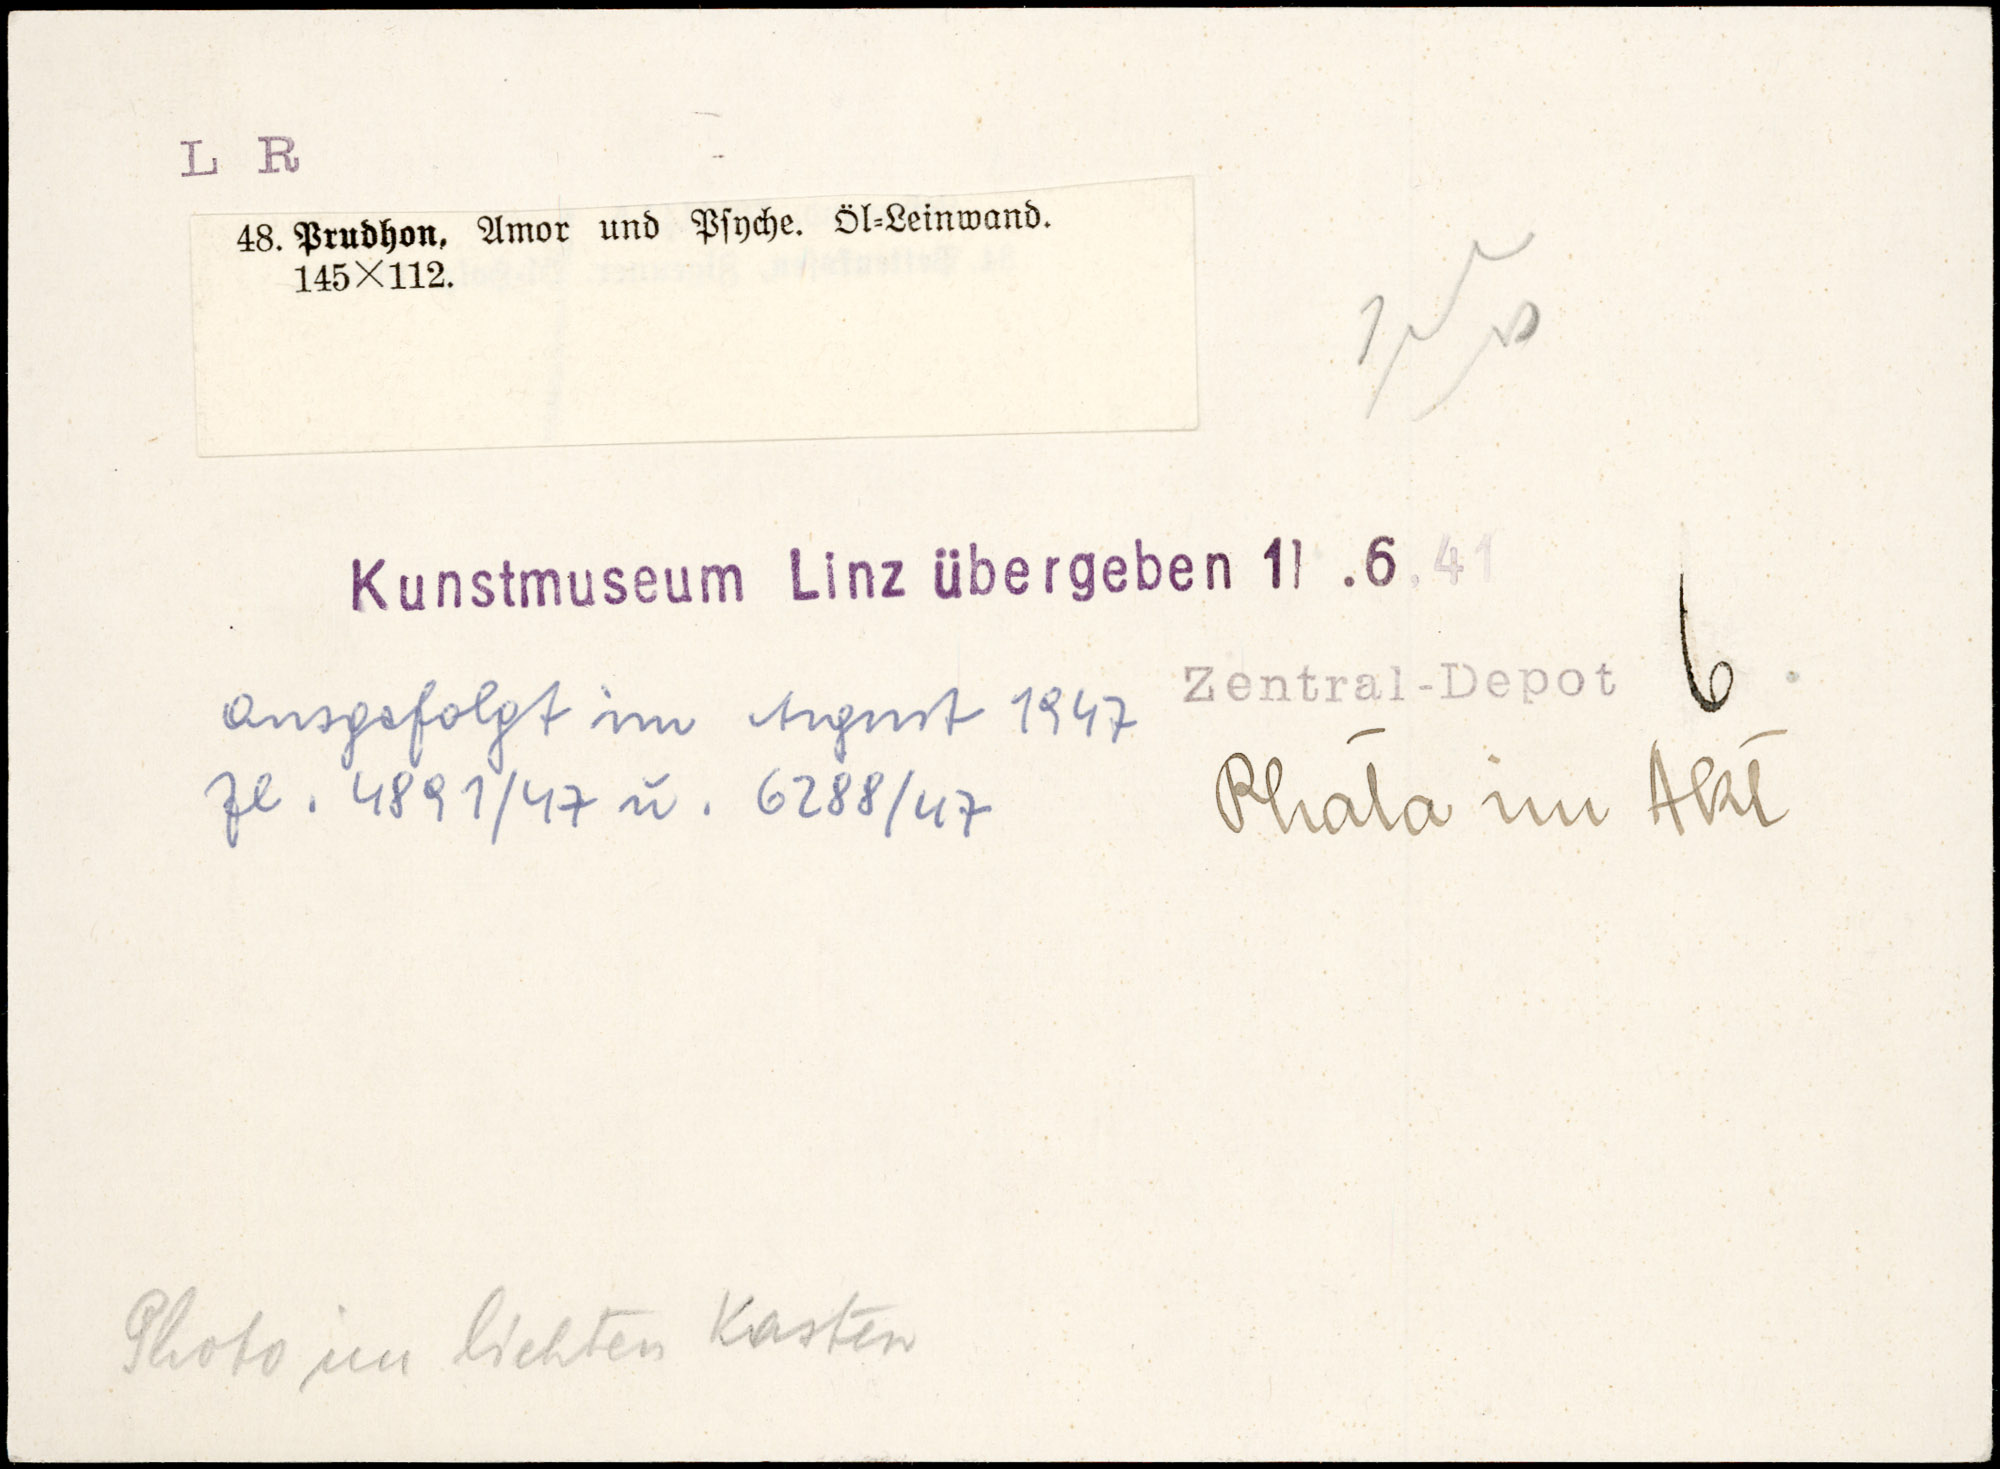 L R
48. Prudhon, Amor und Psyche. Öl=Leinwand.
145×112.
Kunstmuseum Linz übergeben 11.6.41
Zentral-Depot 6.
ausgefolgt im August 1947
Zl. 4891/47 u. 6288/47
Photo im Akt
Photo im lichten Kasten